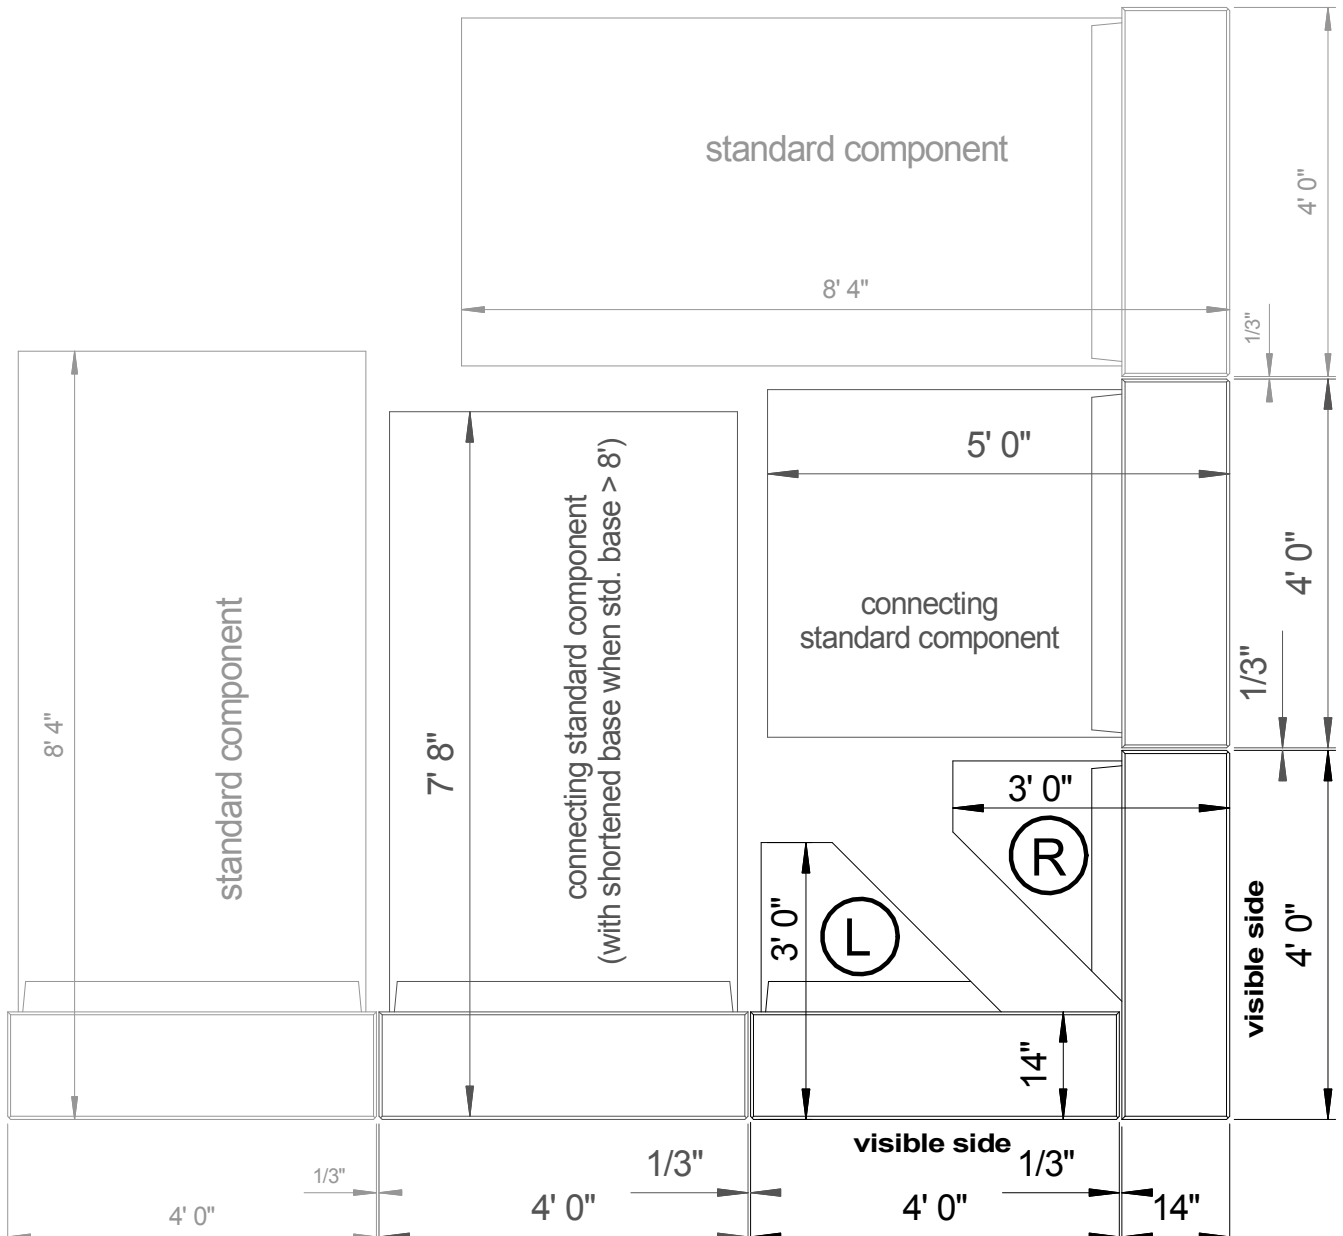 standard component
4' 0"
8' 4"
1/3"
5' 0"
4' 0"
connecting
standard component
1/3"
8' 4"
standard component
7' 8"
connecting standard component
(with shortened base when std. base > 8')
3' 0"
R
3' 0"
L
visible side
4' 0"
14"
visible side
1/3"
1/3"
1/3"
4' 0"
4' 0"
4' 0"
14"